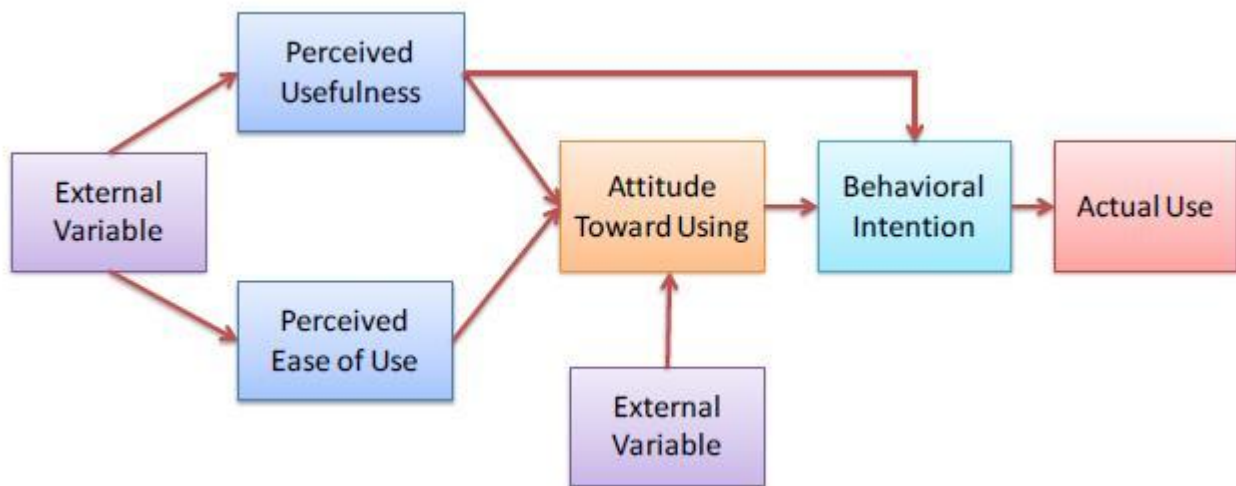 Perceived
Usefulness
External
Variable
Attitude
Toward Using
Behavioral
Intention
Actual Use
Perceived
Ease of Use
External
Variable